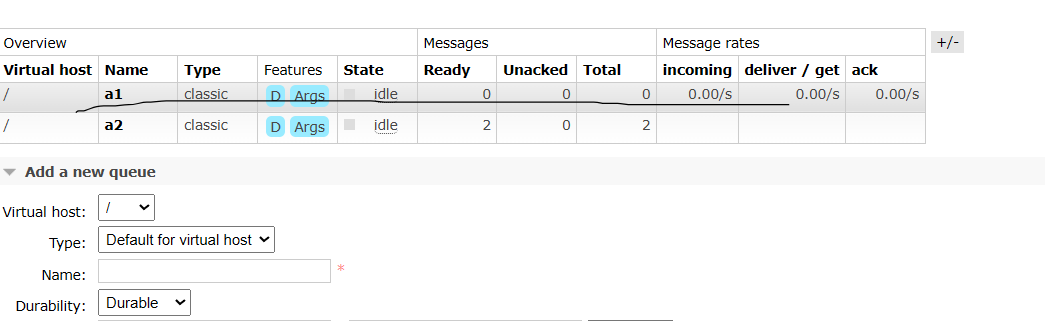 Overview Messages Message rates +/-
Virtual host Name Type Features State Ready Unacked Total incoming deliver / get ack
/ a1 classic D Args idle 0 0 0 0.00/s 0.00/s 0.00/s
/ a2 classic D Args idle 2 0 2
Add a new queue
Virtual host: /
Type: Default for virtual host
Name: *
Durability: Durable